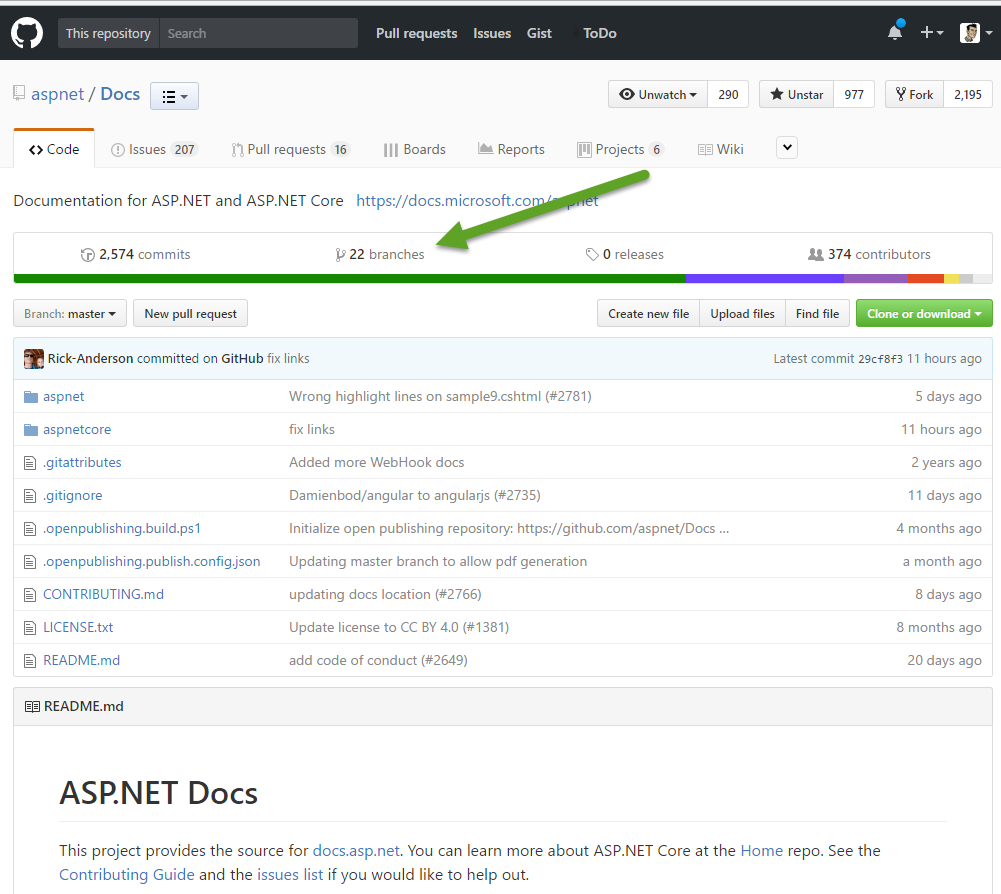 This repository Search Pull requests Issues Gist ToDo
aspnet / Docs Unwatch 290 Unstar 977 Fork 2,195
Code Issues 207 Pull requests 16 Boards Reports Projects 6 Wiki
Documentation for ASP.NET and ASP.NET Core https://docs.microsoft.com/aspnet
2,574 commits 22 branches 0 releases 374 contributors
Branch: master New pull request Create new file Upload files Find file Clone or download
Rick-Anderson committed on GitHub fix links Latest commit 29cf8f3 11 hours ago
aspnet Wrong highlight lines on sample9.cshtml (#2781) 5 days ago
aspnetcore fix links 11 hours ago
.gitattributes Added more WebHook docs 2 years ago
.gitignore Damienbod/angular to angularjs (#2735) 11 days ago
.openpublishing.build.ps1 Initialize open publishing repository: https://github.com/aspnet/Docs ... 4 months ago
.openpublishing.publish.config.json Updating master branch to allow pdf generation a month ago
CONTRIBUTING.md updating docs location (#2766) 8 days ago
LICENSE.txt Update license to CC BY 4.0 (#1381) 8 months ago
README.md add code of conduct (#2649) 20 days ago
README.md
ASP.NET Docs
This project provides the source for docs.asp.net. You can learn more about ASP.NET Core at the Home repo. See the
Contributing Guide and the issues list if you would like to help out.